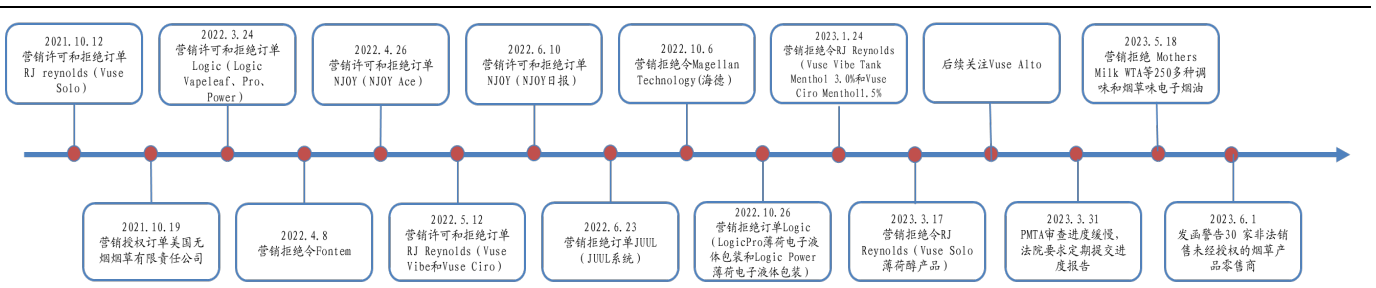 2021.10.12
营销许可和拒绝订单
RJ reynolds（Vuse
Solo）
2021.10.19
营销授权订单美国无
烟烟草有限责任公司
2022.3.24
营销许可和拒绝订单
Logic（Logic
Vapeleaf、Pro、
Power）
2022.4.8
营销拒绝令Fontem
2022.4.26
营销许可和拒绝订单
NJOY（NJOY Ace）
2022.5.12
营销许可和拒绝订单
RJ Reynolds（Vuse
Vibe和Vuse Ciro）
2022.6.10
营销许可和拒绝订单
NJOY（NJOY日报）
2022.6.23
营销拒绝订单JUUL
（JUUL系统）
2022.10.6
营销拒绝令Magellan
Technology(海德）
2022.10.26
营销拒绝订单Logic
（LogicPro薄荷电子液
体包装和Logic Power
薄荷电子液体包装）
2023.1.24
营销拒绝令RJ Reynolds
（Vuse Vibe Tank
Menthol 3.0%和Vuse
Ciro Menthol1.5%
2023.3.17
营销拒绝令RJ
Reynolds（Vuse Solo
薄荷醇产品）
后续关注Vuse Alto
2023.3.31
PMTA审查进度缓慢、
法院要求定期提交进
度报告
2023.5.18
营销拒绝 Mothers
Milk WTA等250多种调
味和烟草味电子烟油
2023.6.1
发函警告30 家非法销
售未经授权的烟草产
品零售商